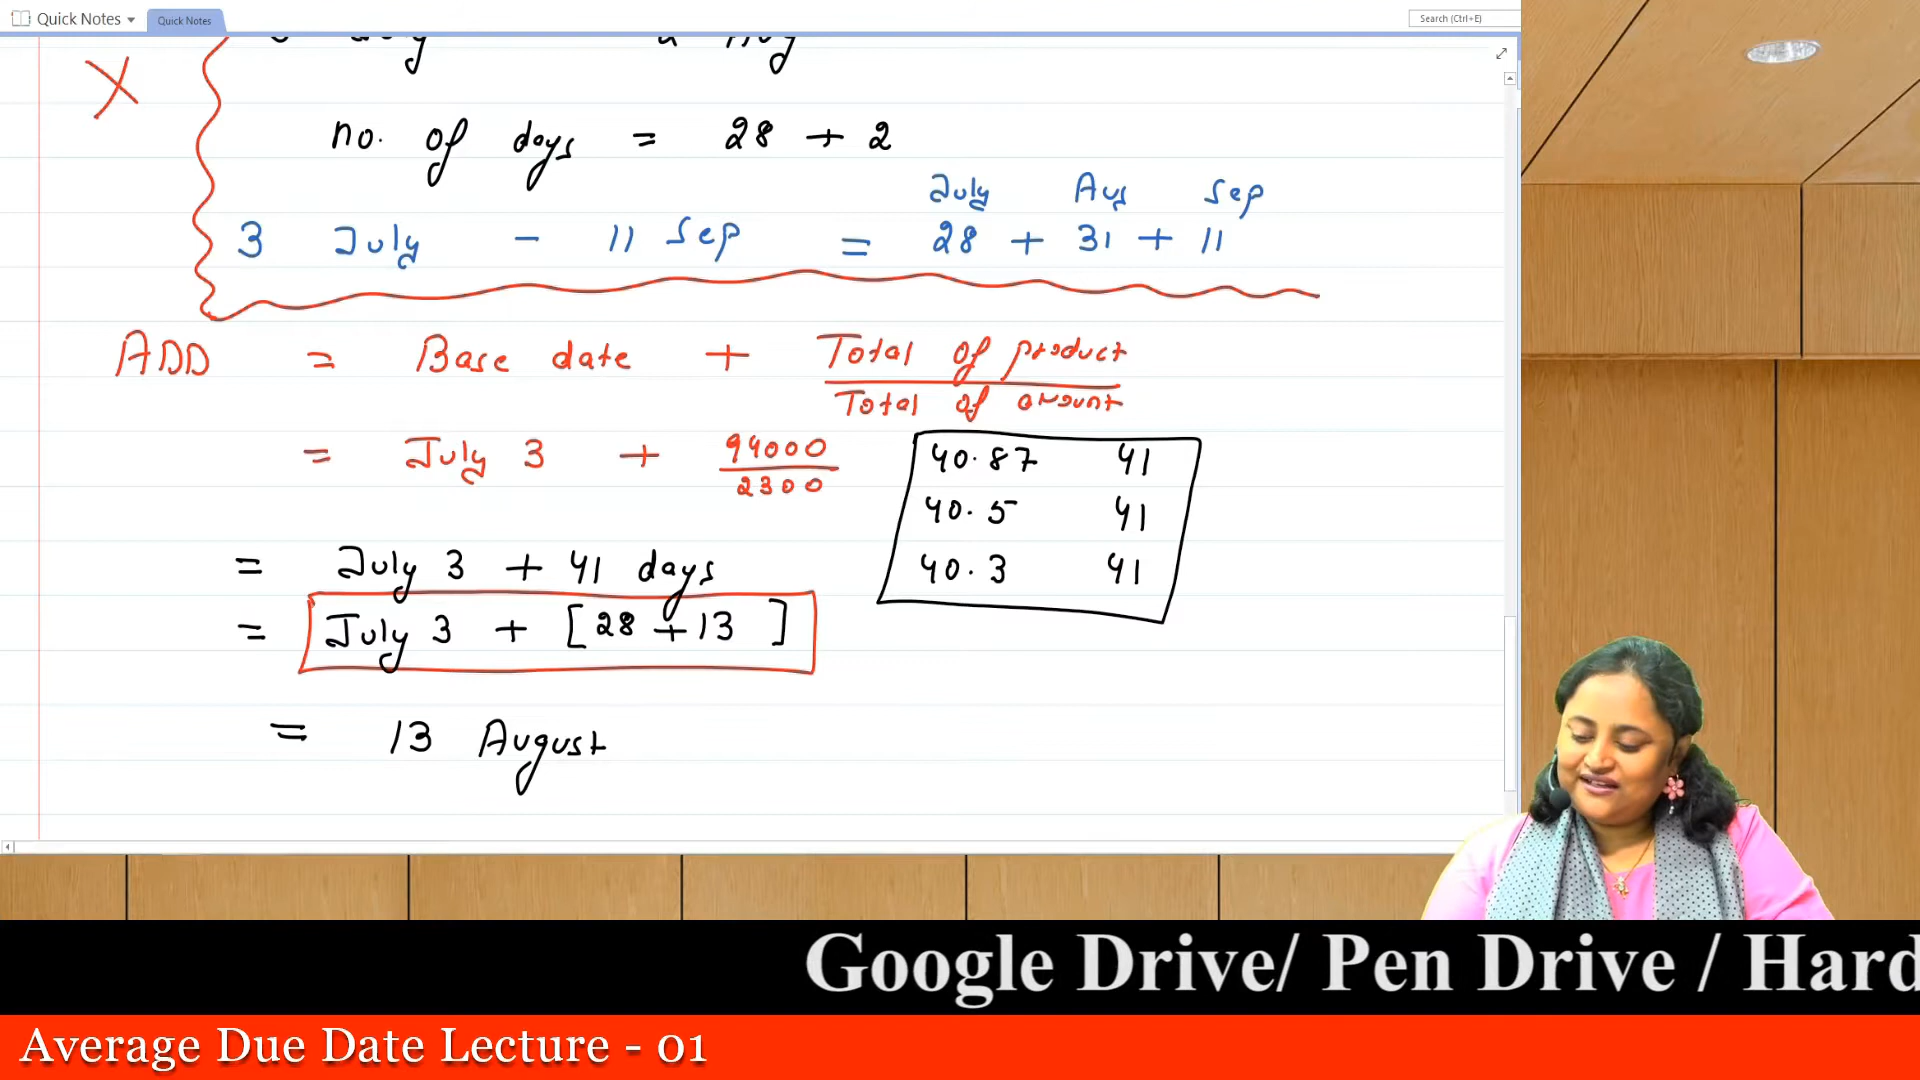 Quick Notes
Quick Notes
Search (Ctrl+E)
X
no. of days = 28 + 2
July Aug Sep
3 July - 11 Sep = 28 + 31 + 11
ADD = Base date + Total of product
Total of amount
= July 3 + 94000
2300
40.87 41
40.5 41
40.3 41
= July 3 + 41 days
= July 3 + [28 + 13 ]
= 13 August
Google Drive/ Pen Drive / Hard
Average Due Date Lecture - 01